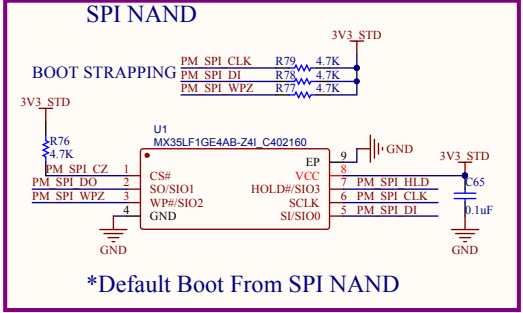 SPI NAND
3V3_STD
BOOT STRAPPING
PM_SPI_CLK R79 4.7K
PM_SPI_DI R78 4.7K
PM_SPI_WPZ R77 4.7K
3V3_STD
R76
4.7K
U1
MX35LF1GE4AB-Z4I_C402160
PM_SPI_CZ 1 CS#
PM_SPI_DO 2 SO/SIO1
PM_SPI_WPZ 3 WP#/SIO2
4 GND
GND
EP 9 GND
VCC 8 3V3_STD
HOLD#/SIO3 7 PM_SPI_HLD
SCLK 6 PM_SPI_CLK
SI/SIO0 5 PM_SPI_DI
C65
0.1uF
GND
*Default Boot From SPI NAND